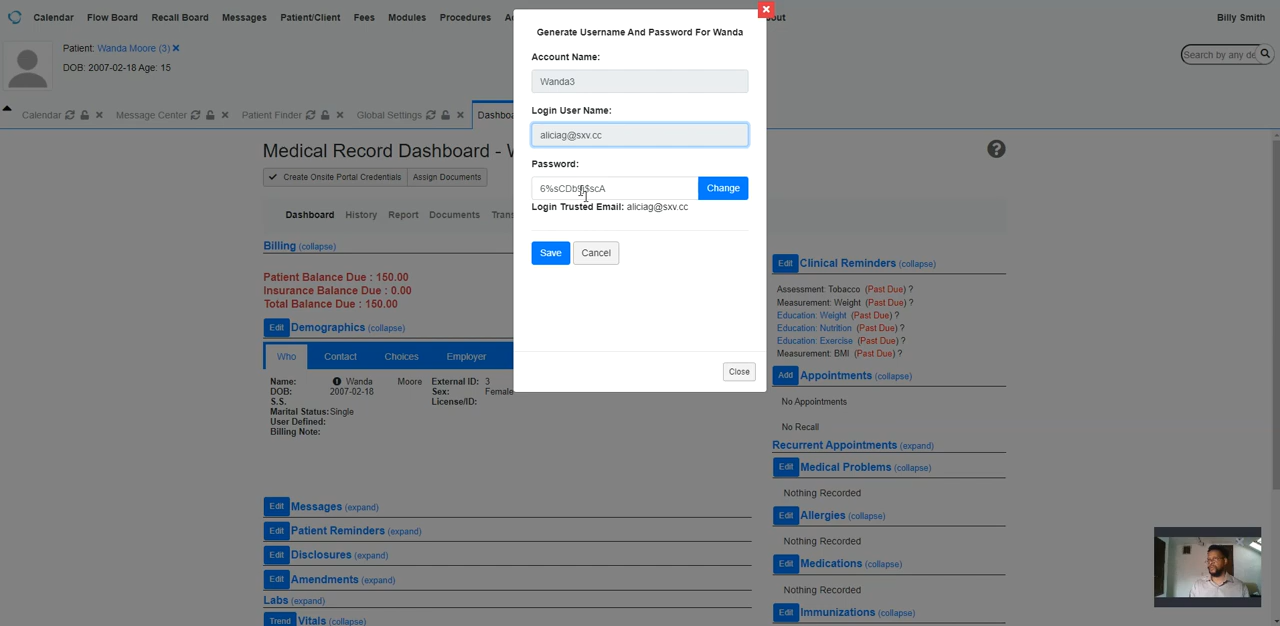 Calendar Flow Board Recall Board Messages Patient/Client Fees Modules Procedures
Billy Smith
Patient: Wanda Moore (3)
DOB: 2007-02-18 Age: 15
Search by any de
Calendar Message Center Patient Finder Global Settings Dashboa
Medical Record Dashboard - W
Create Onsite Portal Credentials Assign Documents
Dashboard History Report Documents Trans
Billing (collapse)
Patient Balance Due : 150.00
Insurance Balance Due : 0.00
Total Balance Due : 150.00
Edit Demographics (collapse)
Who Contact Choices Employer
Name: Wanda Moore External ID: 3
DOB: 2007-02-18 Sex: Female
S.S. License/ID:
Marital Status: Single
User Defined:
Billing Note:
Edit Messages (expand)
Edit Patient Reminders (expand)
Edit Disclosures (expand)
Edit Amendments (expand)
Labs (expand)
Trend Vitals (collapse)
Generate Username And Password For Wanda
Account Name:
Wanda3
Login User Name:
aliciag@sxv.cc
Password:
Change
Login Trusted Email: aliciag@sxv.cc
Save Cancel
Close
Edit Clinical Reminders (collapse)
Assessment: Tobacco (Past Due) ?
Measurement: Weight (Past Due) ?
Education: Weight (Past Due) ?
Education: Nutrition (Past Due) ?
Education: Exercise (Past Due) ?
Measurement: BMI (Past Due) ?
Add Appointments (collapse)
No Appointments
No Recall
Recurrent Appointments (expand)
Edit Medical Problems (collapse)
Nothing Recorded
Edit Allergies (collapse)
Nothing Recorded
Edit Medications (collapse)
Nothing Recorded
Edit Immunizations (collapse)